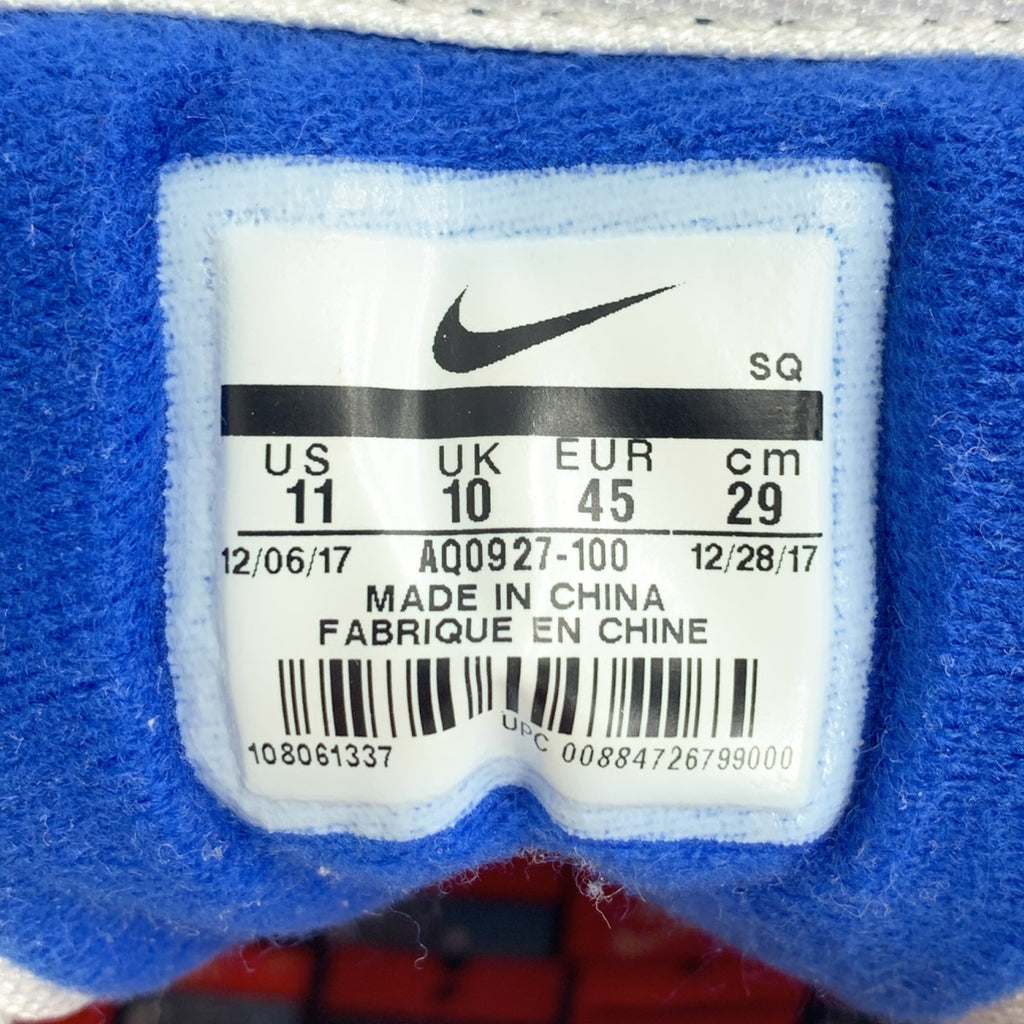 SQ
US UK EUR cm
11 10 45 29
12/06/17 AQ0927-100 12/28/17
MADE IN CHINA
FABRIQUE EN CHINE
108061337 UPC 00884726799000